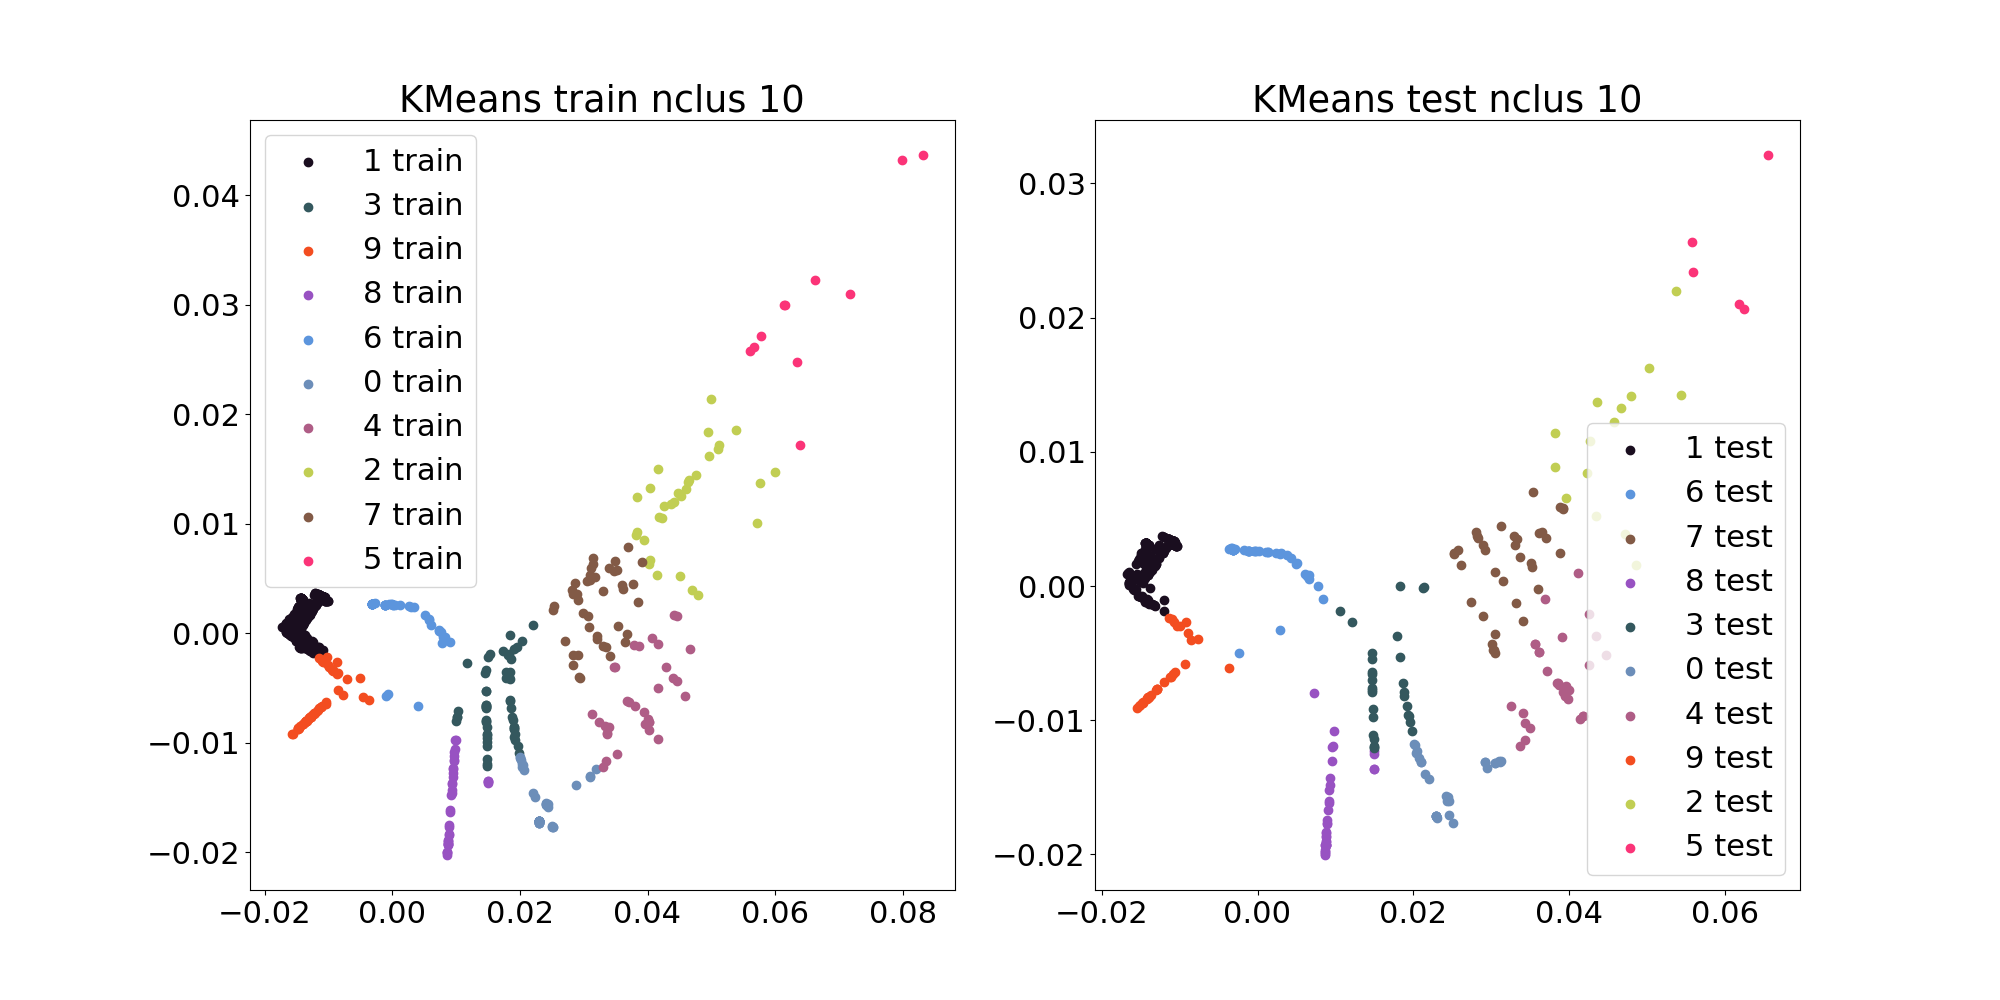 KMeans train nclus 10
1 train
3 train
9 train
8 train
6 train
0 train
4 train
2 train
7 train
5 train
0.04
0.03
0.02
0.01
0.00
−0.01
−0.02
−0.02
0.00
0.02
0.04
0.06
0.08
KMeans test nclus 10
0.03
0.02
0.01
0.00
−0.01
−0.02
1 test
6 test
7 test
8 test
3 test
0 test
4 test
9 test
2 test
5 test
−0.02
0.00
0.02
0.04
0.06